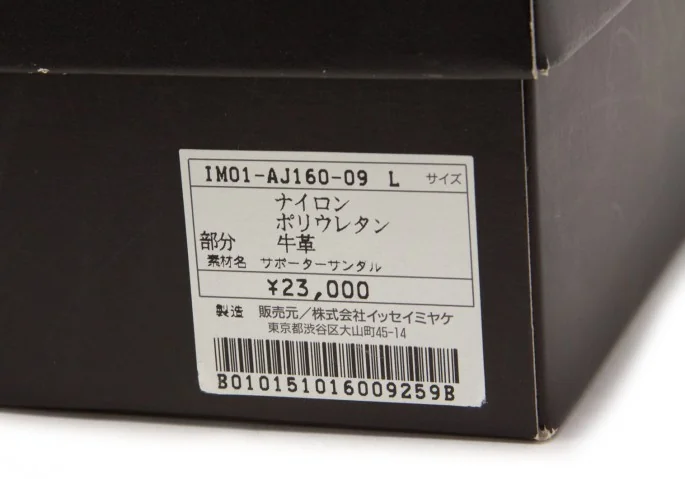 IM01-AJ160-09 L サイズ
ナイロン
ポリウレタン
部分 牛革
素材名 サポーターサンダル
¥23,000
製造 販売元/株式会社イッセイミヤケ
東京都渋谷区大山町45-14
B0101510160092​59B